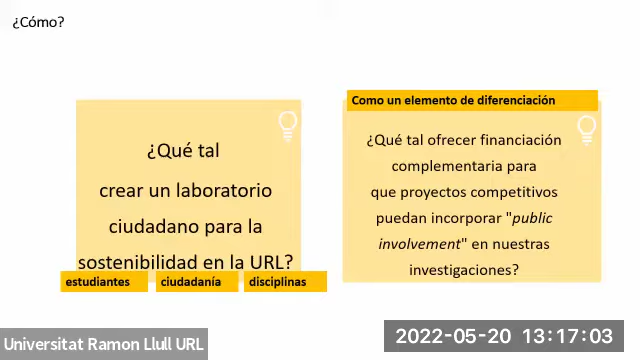 ¿Cómo?
¿Qué tal
crear un laboratorio
ciudadano para la
sostenibilidad en la URL?
estudiantes
ciudadanía
disciplinas
Como un elemento de diferenciación
¿Qué tal ofrecer financiación
complementaria para
que proyectos competitivos
puedan incorporar "public
involvement" en nuestras
investigaciones?
Universitat Ramon Llull URL
2022-05-20 13:17:03